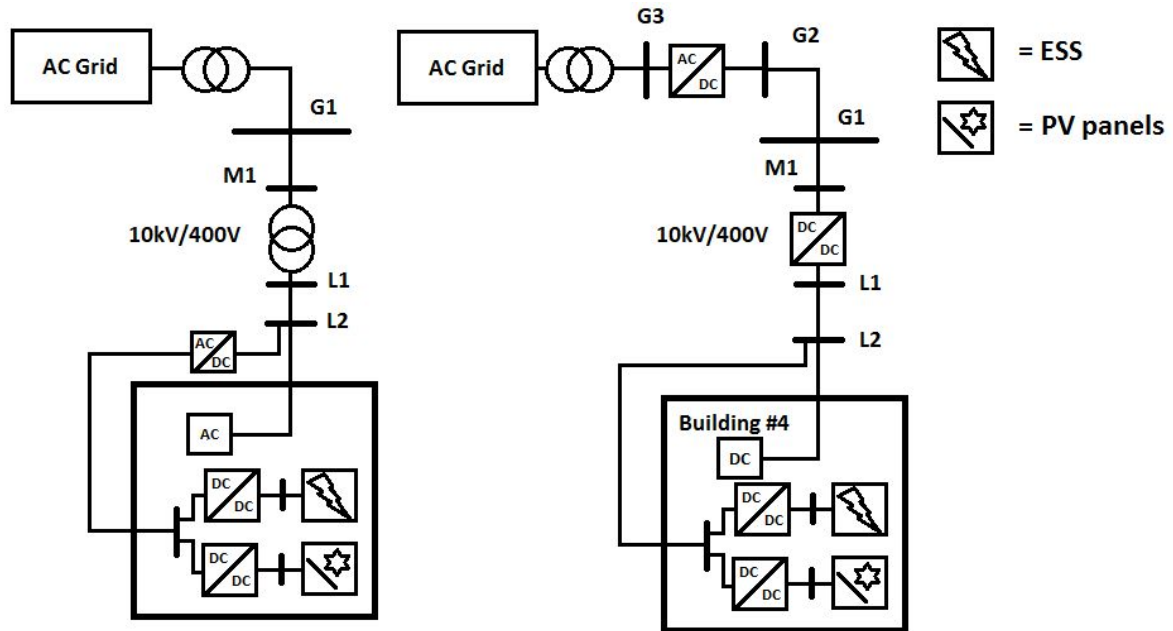 AC Grid
G1
M1
10kV/400V
L1
L2
AC
DC
AC
DC
DC
DC
DC
AC Grid
G3
AC
DC
G2
G1
M1
10kV/400V
DC
DC
L1
L2
Building #4
DC
DC
DC
DC
DC
= ESS
= PV panels